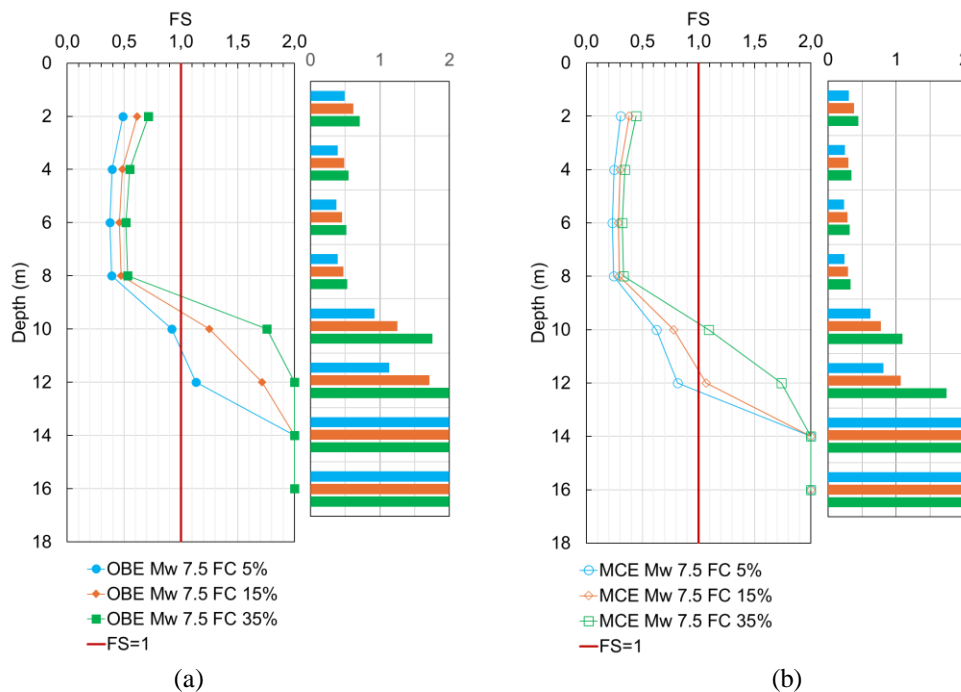 FS
0,0 0,5 1,0 1,5 2,0
0 1 2
0
2
4
6
8
10
12
14
16
18
Depth (m)
OBE Mw 7.5 FC 5%
OBE Mw 7.5 FC 15%
OBE Mw 7.5 FC 35%
FS=1
(a)
FS
0,0 0,5 1,0 1,5 2,0
0 1 2
0
2
4
6
8
10
12
14
16
18
Depth (m)
MCE Mw 7.5 FC 5%
MCE Mw 7.5 FC 15%
MCE Mw 7.5 FC 35%
FS=1
(b)